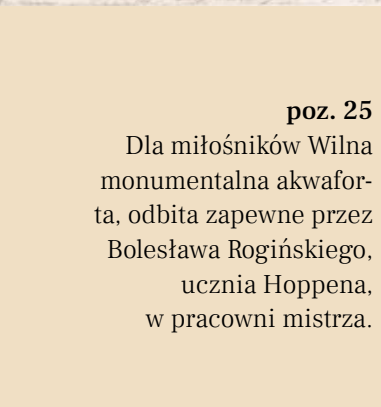 poz. 25
Dla miłośników Wilna
monumentalna akwafor-
ta, odbita zapewne przez
Bolesława Rogińskiego,
ucznia Hoppena,
w pracowni mistrza.